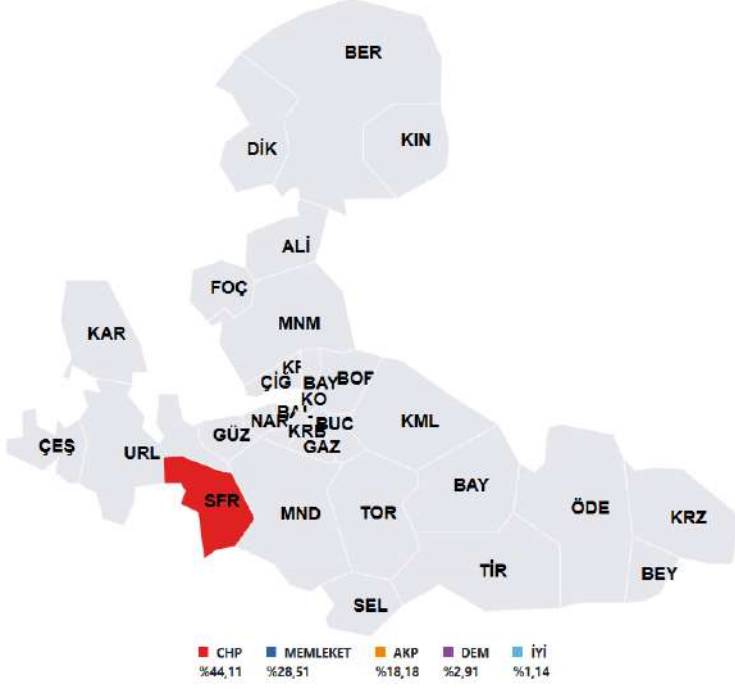 BER
KIN
DİK
ALİ
FOÇ
MNM
KAR
ÇİĞ
BAY
KO
NAR
KRB
BUC
GAZ
KML
GÜZ
ÇEŞ
URL
SFR
MND
TOR
BAY
ÖDE
KRZ
TİR
BEY
SEL
CHP MEMLEKET AKP DEM İYİ
%44,11 %28,51 %18,18 %2,91 %1,14